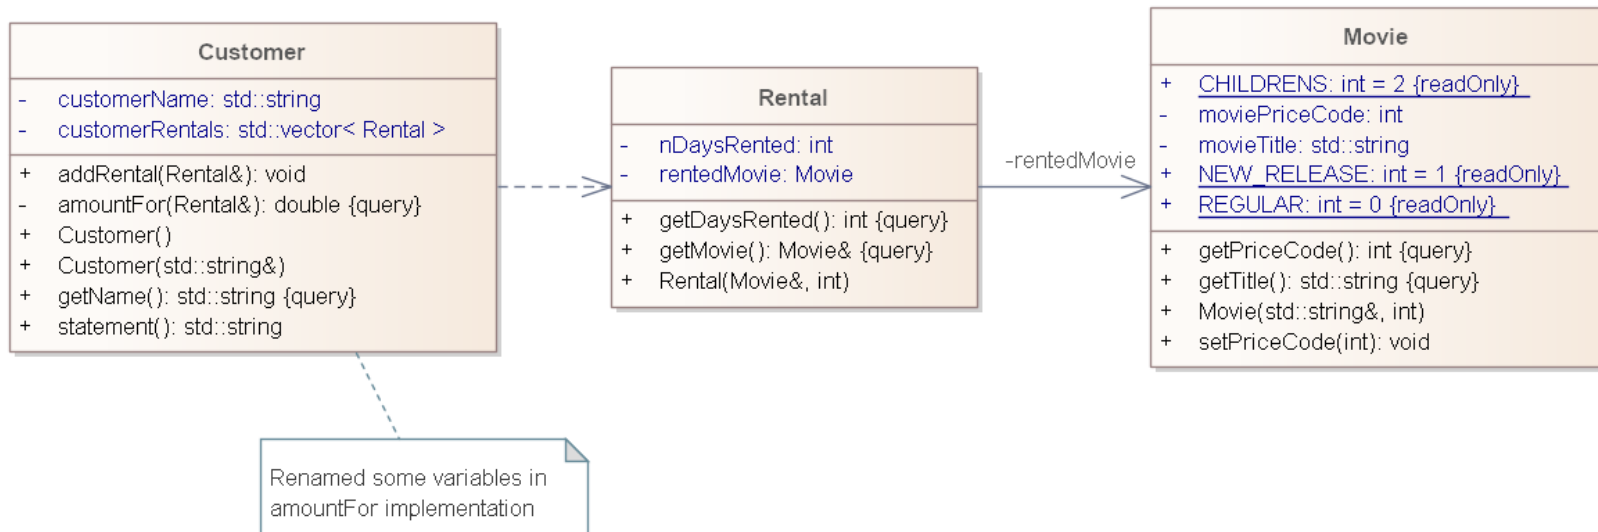 Customer
- customerName: std::string
- customerRentals: std::vector< Rental >
+ addRental(Rental&): void
- amountFor(Rental&): double {query}
+ Customer()
+ Customer(std::string&)
+ getName(): std::string {query}
+ statement(): std::string
Renamed some variables in
amountFor implementation
Rental
- nDaysRented: int
- rentedMovie: Movie
+ getDaysRented(): int {query}
+ getMovie(): Movie& {query}
+ Rental(Movie&, int)
-rentedMovie
Movie
+ CHILDRENS: int = 2 {readOnly}
- moviePriceCode: int
- movieTitle: std::string
+ NEW_RELEASE: int = 1 {readOnly}
+ REGULAR: int = 0 {readOnly}
+ getPriceCode(): int {query}
+ getTitle(): std::string {query}
+ Movie(std::string&, int)
+ setPriceCode(int): void